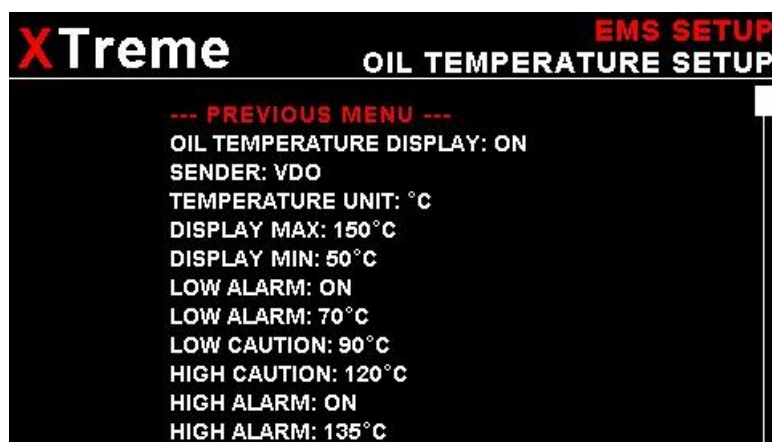 XTreme
EMS SETUP
OIL TEMPERATURE SETUP
--- PREVIOUS MENU ---
OIL TEMPERATURE DISPLAY: ON
SENDER: VDO
TEMPERATURE UNIT: °C
DISPLAY MAX: 150°C
DISPLAY MIN: 50°C
LOW ALARM: ON
LOW ALARM: 70°C
LOW CAUTION: 90°C
HIGH CAUTION: 120°C
HIGH ALARM: ON
HIGH ALARM: 135°C